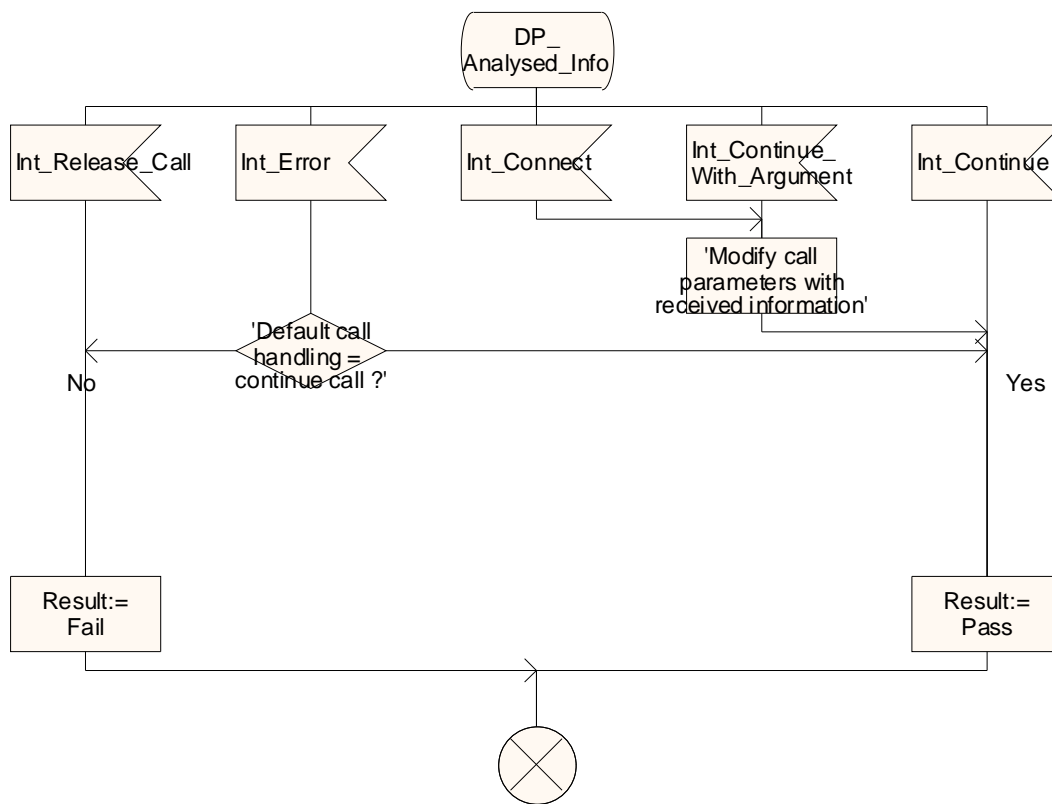 DP_
Analysed_Info
Int_Release_Call
Int_Error
Int_Connect
Int_Continue_
With_Argument
Int_Continue
'Modify call
parameters with
received information'
'Default call
handling =
continue call ?'
No
Yes
Result:=
Fail
Result:=
Pass